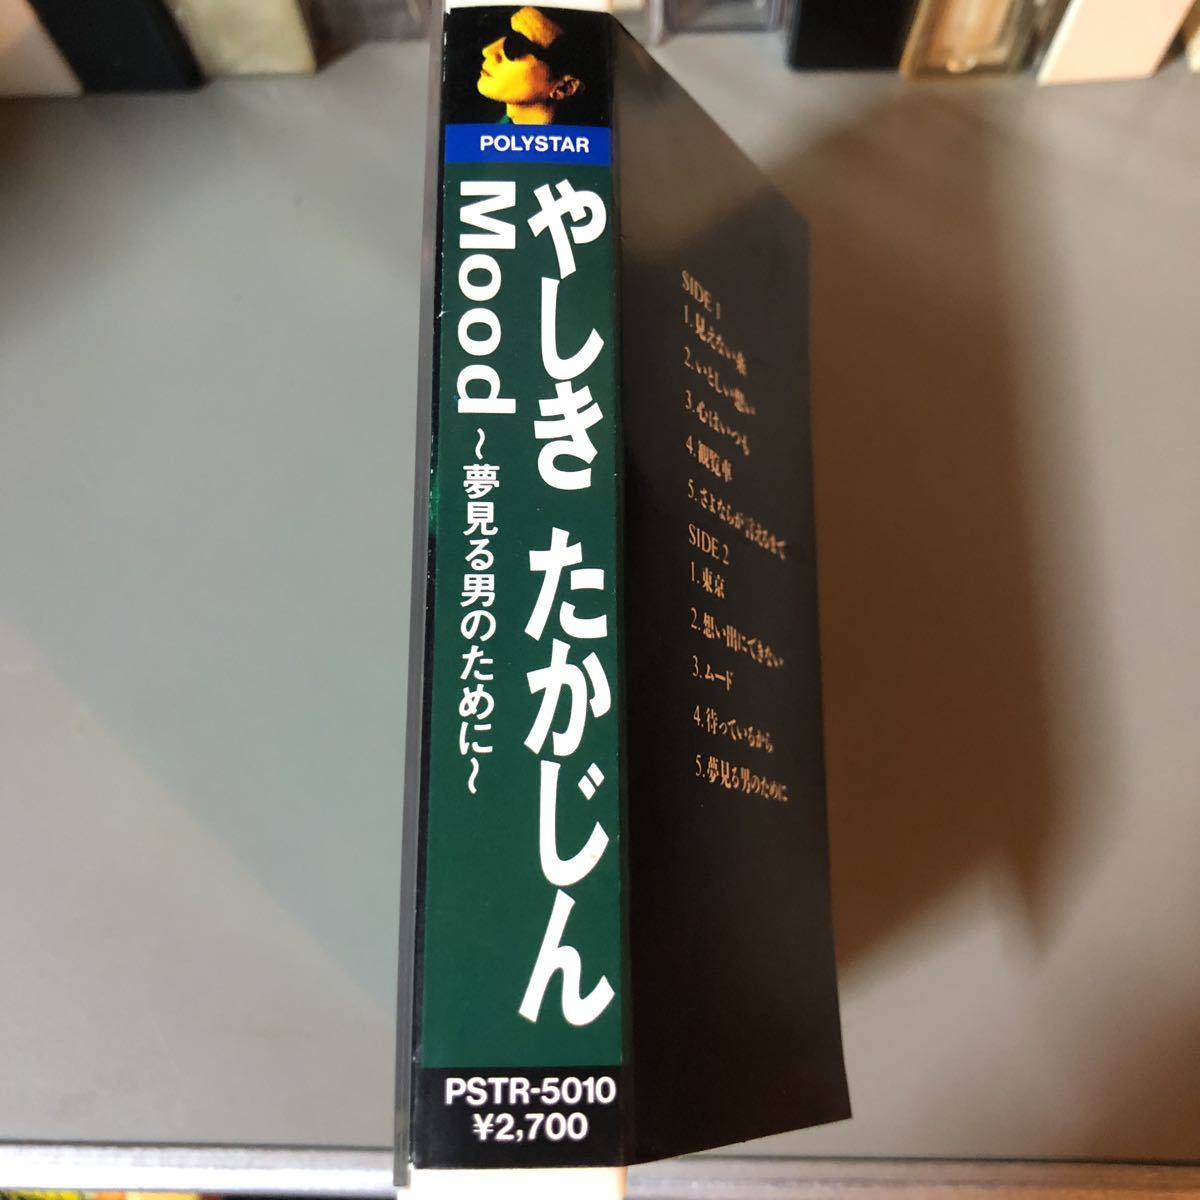 POLYSTAR
やしき たかじん
Mood ～夢見る男のために～
PSTR-5010
¥2,700
SIDE 1
1. 見えない糸
2. いとしい想い
3. 心はいつも
4. 観覧車
5. さよならが言えるまで
SIDE 2
1. 東京
2. 想い出にできない
3. ムード
4. 待っているから
5. 夢見る男のために